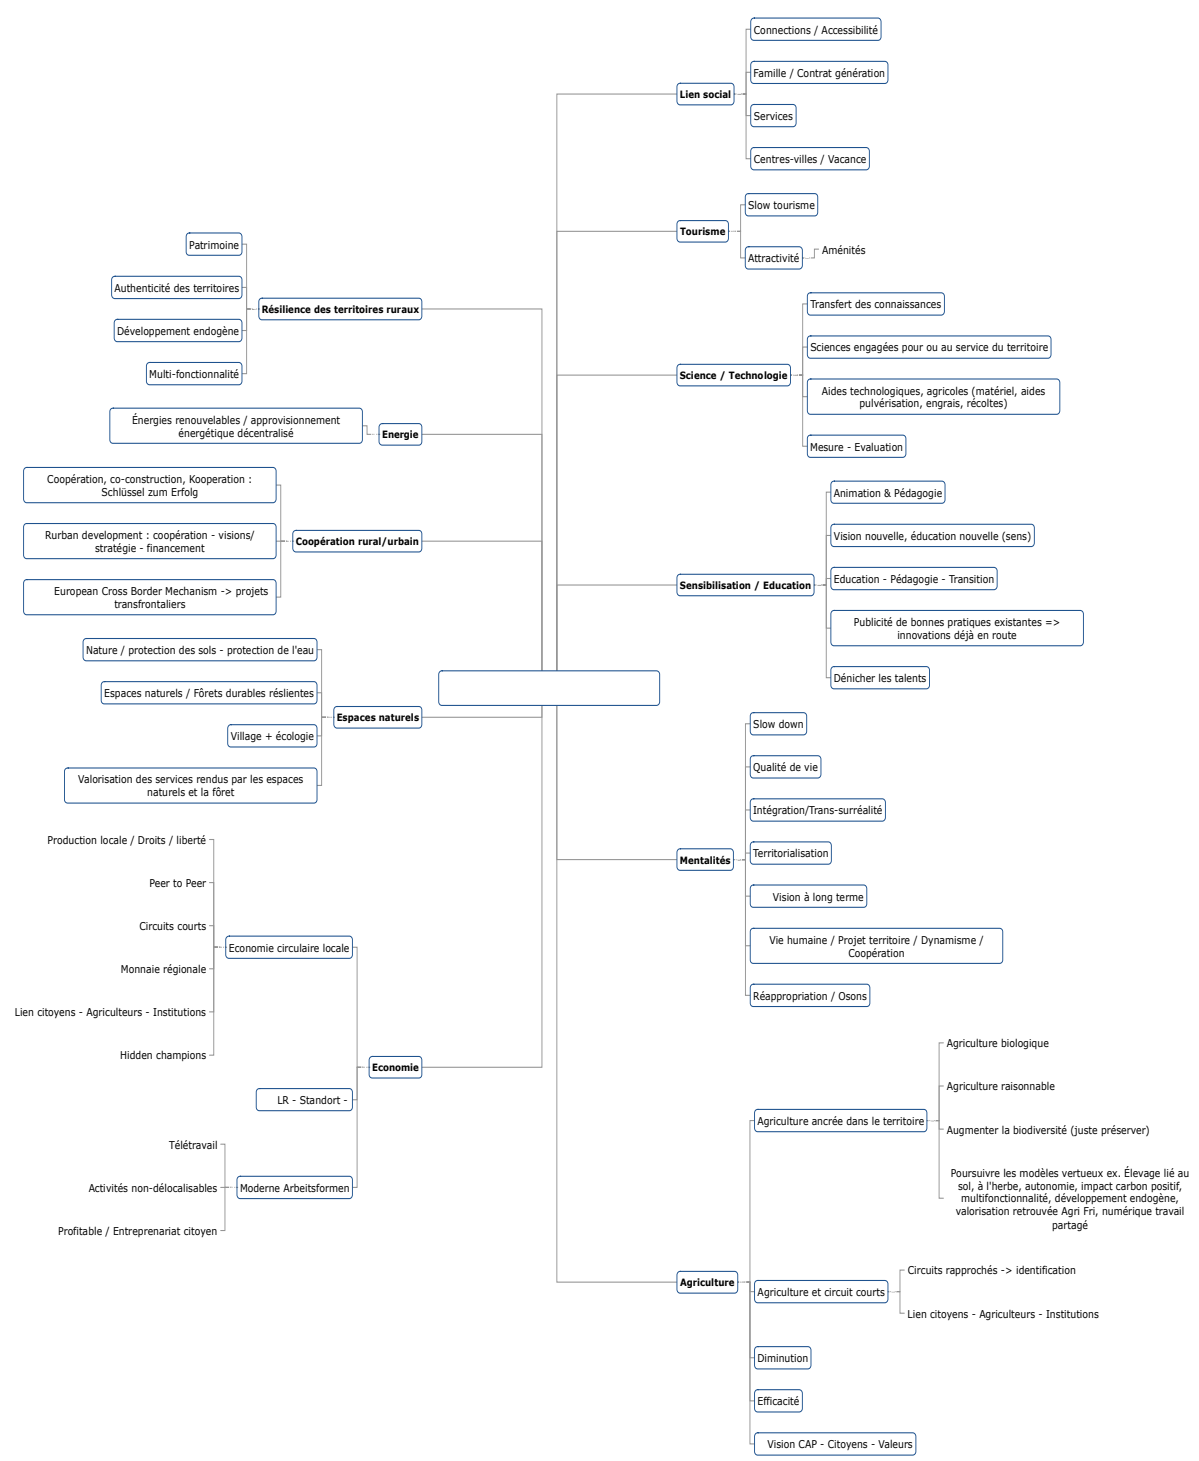 Résilience des territoires ruraux
Patrimoine
Authenticité des territoires
Développement endogène
Multi-fonctionnalité
Energie
Énergies renouvelables / approvisionnement
énergétique décentralisé
Coopération rural/urbain
Coopération, co-construction, Kooperation :
Schlüssel zum Erfolg
Rurban development : coopération - visions/
stratégie - financement
European Cross Border Mechanism -> projets
transfrontaliers
Espaces naturels
Nature / protection des sols - protection de l'eau
Espaces naturels / Fôrets durables réslientes
Village + écologie
Valorisation des services rendus par les espaces
naturels et la fôret
Economie
Economie circulaire locale
Production locale / Droits / liberté
Peer to Peer
Circuits courts
Monnaie régionale
Lien citoyens - Agriculteurs - Institutions
Hidden champions
LR - Standort -
Moderne Arbeitsformen
Télétravail
Activités non-délocalisables
Profitable / Entreprenariat citoyen
Lien social
Connections / Accessibilité
Famille / Contrat génération
Services
Centres-villes / Vacance
Tourisme
Slow tourisme
Attractivité
Aménités
Science / Technologie
Transfert des connaissances
Sciences engagées pour ou au service du territoire
Aides technologiques, agricoles (matériel, aides
pulvérisation, engrais, récoltes)
Mesure - Evaluation
Sensibilisation / Education
Animation & Pédagogie
Vision nouvelle, éducation nouvelle (sens)
Education - Pédagogie - Transition
Publicité de bonnes pratiques existantes =>
innovations déjà en route
Dénicher les talents
Mentalités
Slow down
Qualité de vie
Intégration/Trans-surréalité
Territorialisation
Vision à long terme
Vie humaine / Projet territoire / Dynamisme /
Coopération
Réappropriation / Osons
Agriculture
Agriculture ancrée dans le territoire
Agriculture biologique
Agriculture raisonnable
Augmenter la biodiversité (juste préserver)
Poursuivre les modèles vertueux ex. Élevage lié au
sol, à l'herbe, autonomie, impact carbon positif,
multifonctionnalité, développement endogène,
valorisation retrouvée Agri Fri, numérique travail
partagé
Agriculture et circuit courts
Circuits rapprochés -> identification
Lien citoyens - Agriculteurs - Institutions
Diminution
Efficacité
Vision CAP - Citoyens - Valeurs